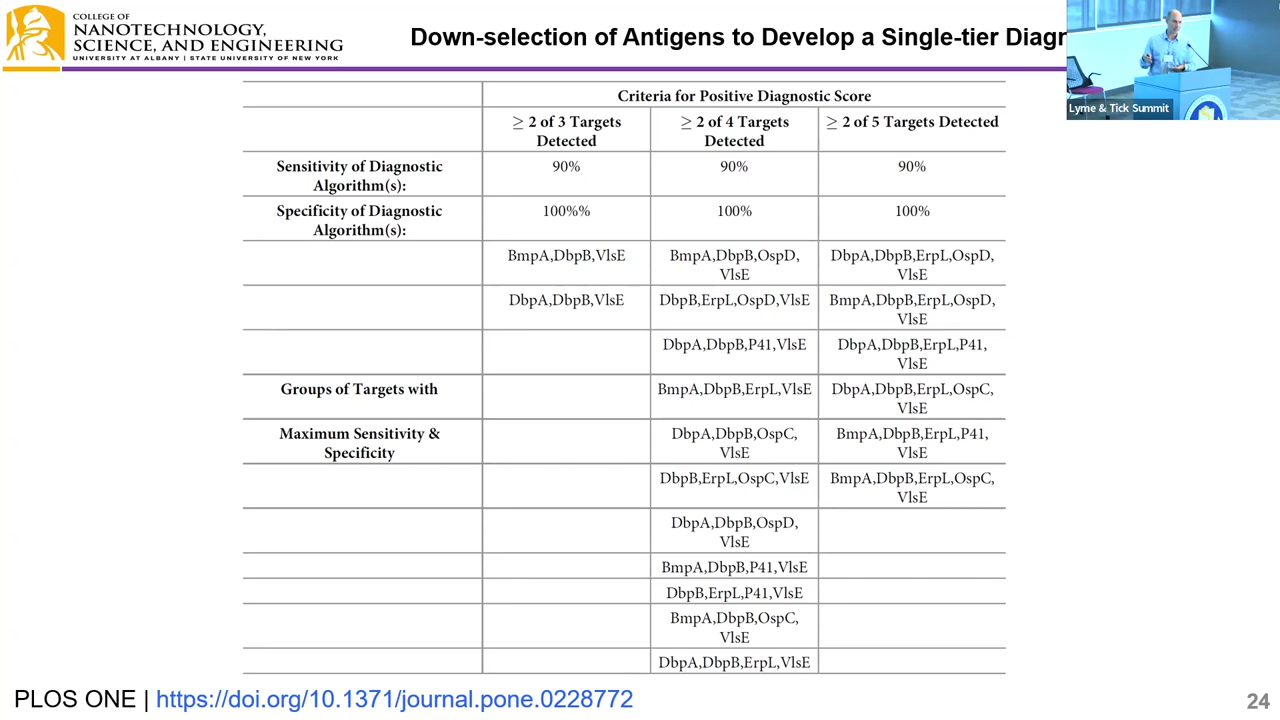 COLLEGE OF
NANOTECHNOLOGY,
SCIENCE, AND ENGINEERING
UNIVERSITY AT ALBANY | STATE UNIVERSITY OF NEW YORK
Down-selection of Antigens to Develop a Single-tier Diagr
Lyme & Tick Summit
Criteria for Positive Diagnostic Score
≥ 2 of 3 Targets
Detected
≥ 2 of 4 Targets
Detected
≥ 2 of 5 Targets Detected
Sensitivity of Diagnostic
Algorithm(s):
90%
90%
90%
Specificity of Diagnostic
Algorithm(s):
100%%
100%
100%
BmpA,DbpB,VlsE
BmpA,DbpB,OspD,
VlsE
DbpA,DbpB,ErpL,OspD,
VlsE
DbpA,DbpB,VlsE
DbpB,ErpL,OspD,VlsE
BmpA,DbpB,ErpL,OspD,
VlsE
DbpA,DbpB,P41,VlsE
DbpA,DbpB,ErpL,P41,
VlsE
Groups of Targets with
BmpA,DbpB,ErpL,VlsE
DbpA,DbpB,ErpL,OspC,
VlsE
Maximum Sensitivity &
Specificity
DbpA,DbpB,OspC,
VlsE
BmpA,DbpB,ErpL,P41,
VlsE
DbpB,ErpL,OspC,VlsE
BmpA,DbpB,ErpL,OspC,
VlsE
DbpA,DbpB,OspD,
VlsE
BmpA,DbpB,P41,VlsE
DbpB,ErpL,P41,VlsE
BmpA,DbpB,OspC,
VlsE
DbpA,DbpB,ErpL,VlsE
PLOS ONE | https://doi.org/10.1371/journal.pone.0228772
24